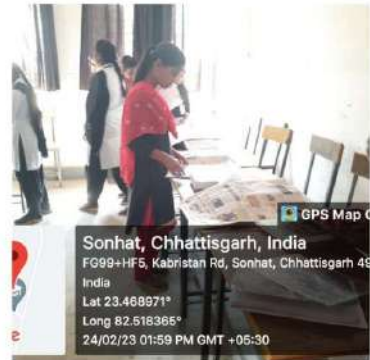 GPS Map C
Sonhat, Chhattisgarh, India
FG99+HF5, Kabristan Rd, Sonhat, Chhattisgarh 49
India
Lat 23.468971°
Long 82.518365°
24/02/23 01:59 PM GMT +05:30